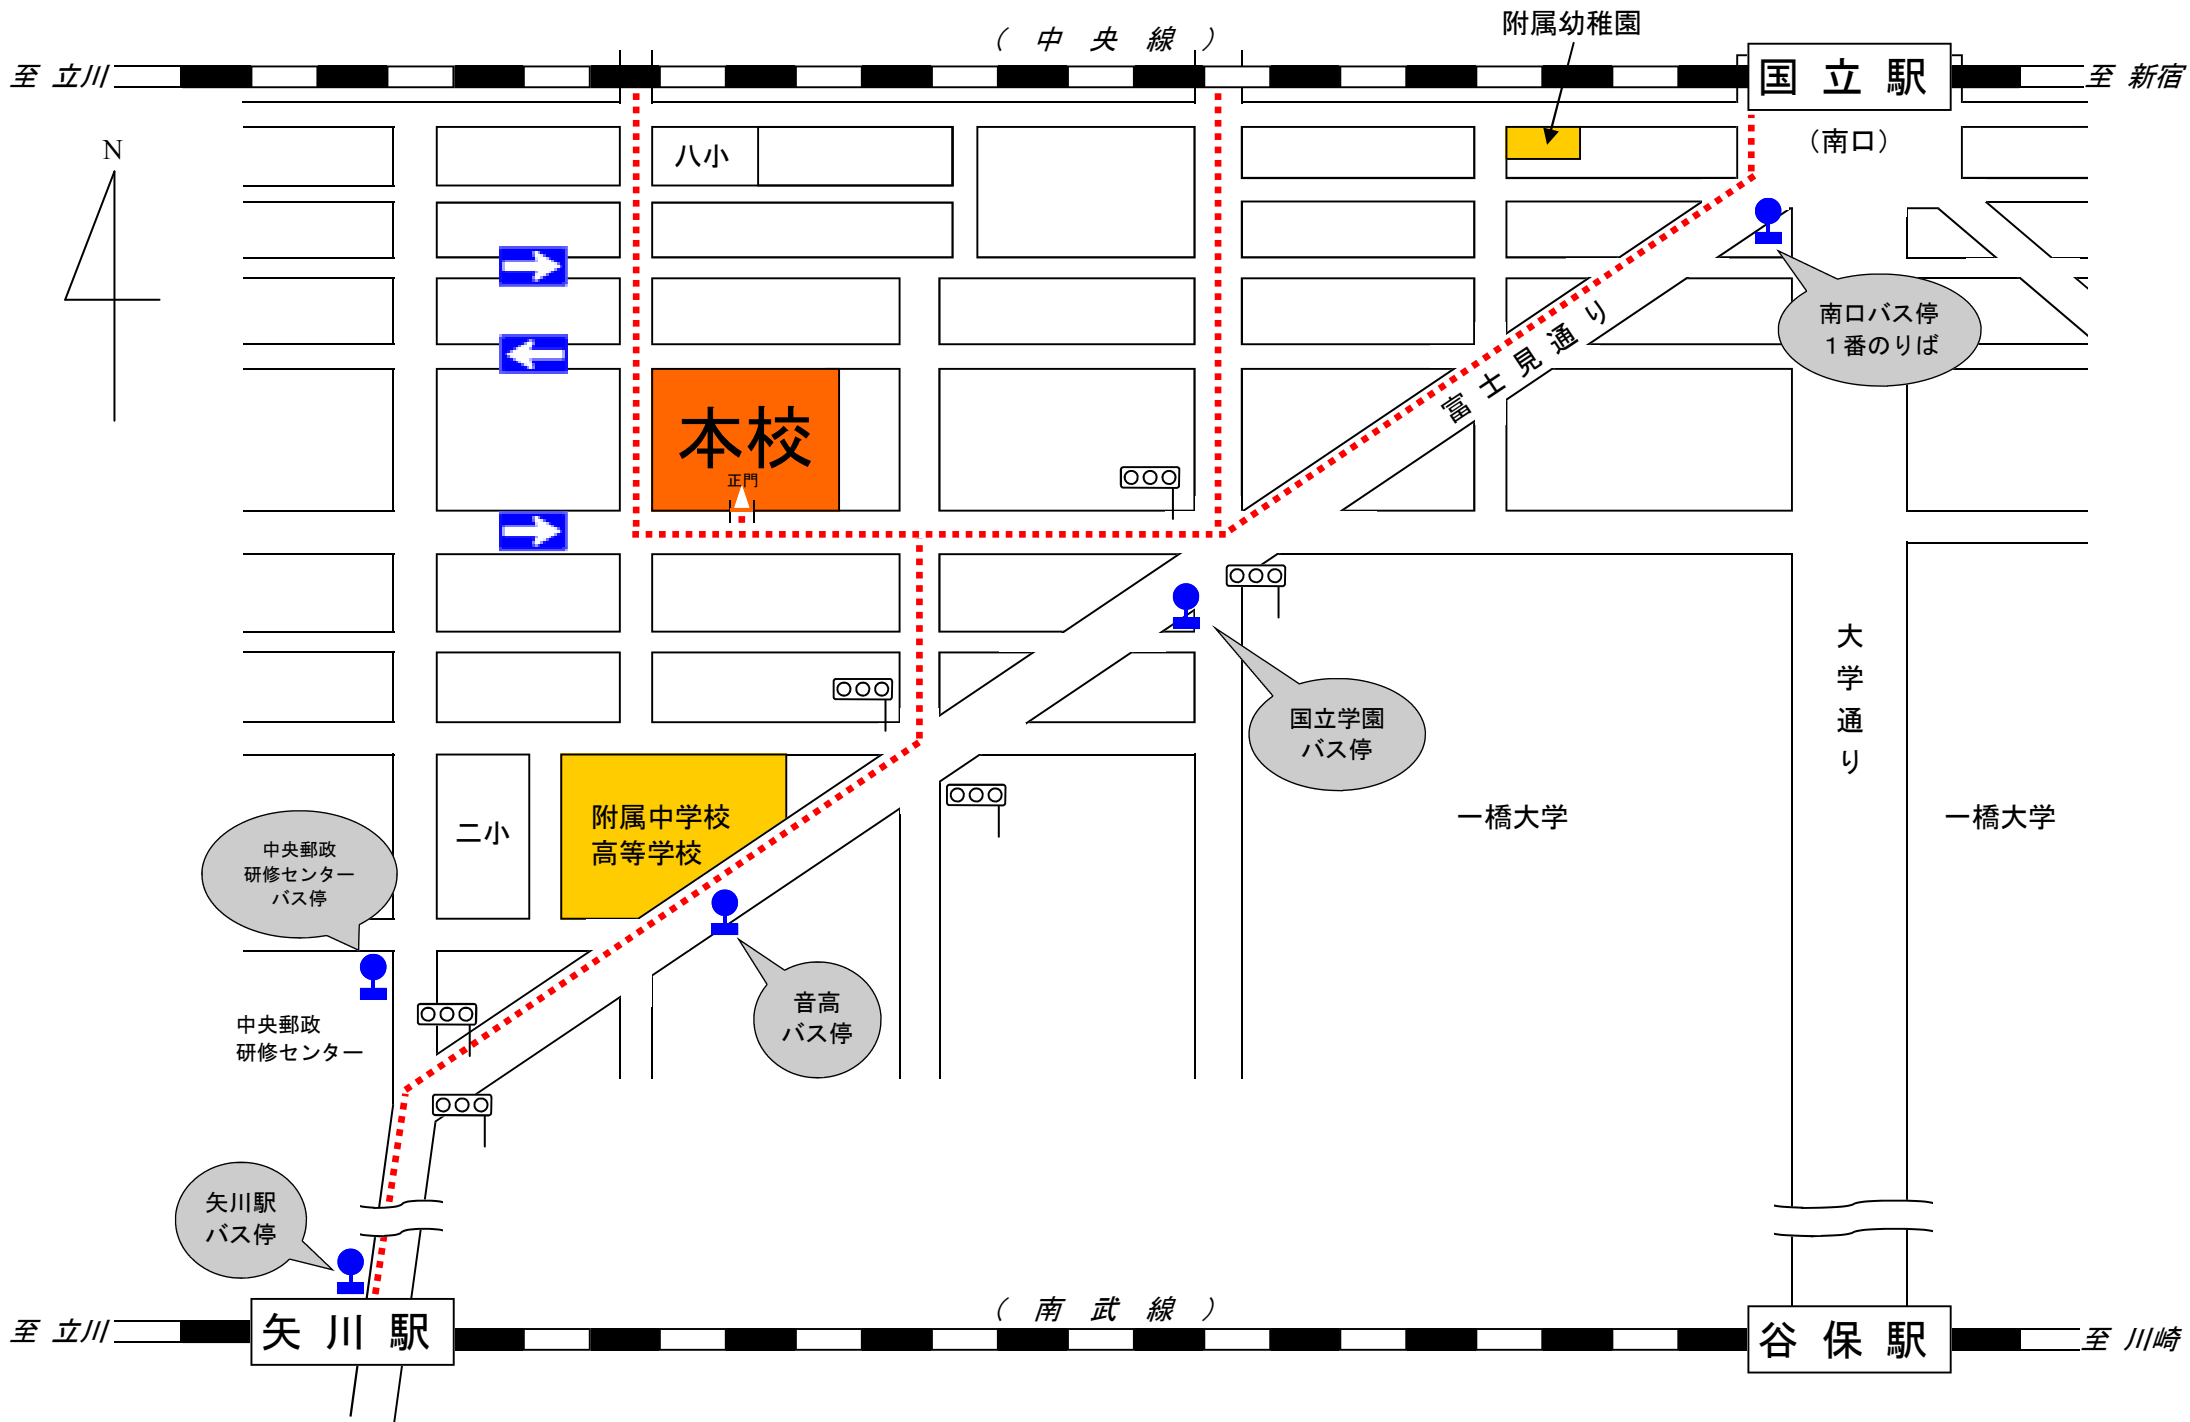 附属幼稚園
（ 中 央 線 ）
至 立川
国 立 駅
至 新宿
（南口）
N
八小
南口バス停
１番のりば
富士見通り
本校
正門
大学通り
国立学園
バス停
一橋大学
一橋大学
附属中学校
高等学校
二小
中央郵政
研修センター
バス停
音高
バス停
中央郵政
研修センター
矢川駅
バス停
（ 南 武 線 ）
至 立川
矢 川 駅
谷 保 駅
至 川崎